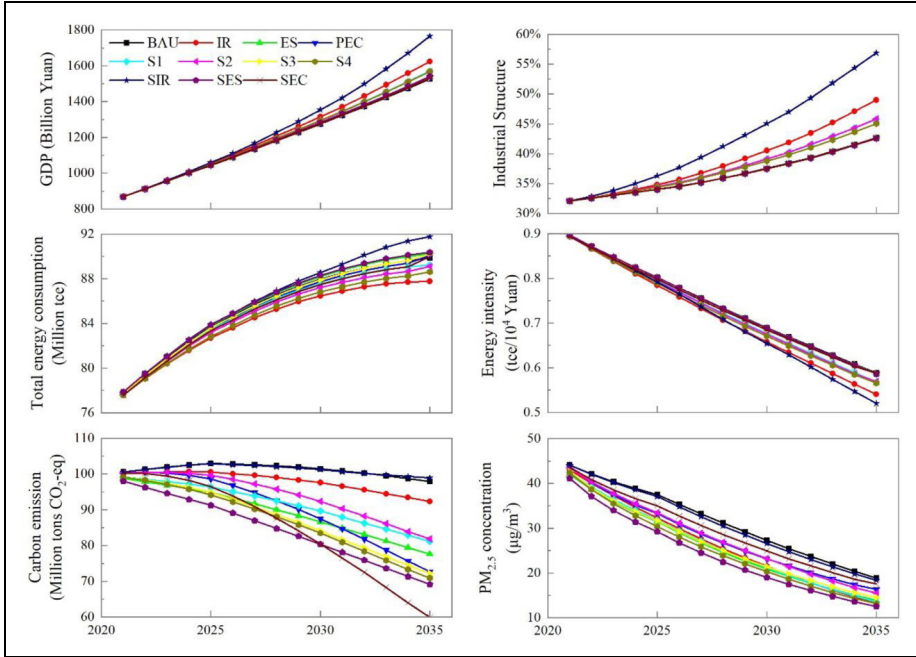 1800
1600
1400
1200
1000
800
GDP (Billion Yuan)
BAU IR ES PEC
S1 S2 S3 S4
SIR SES SEC
60%
55%
50%
45%
40%
35%
30%
Industrial Structure
92
88
84
80
76
Total energy consumption
(Million tce)
0.9
0.8
0.7
0.6
0.5
Energy intensity
(tce/10⁴ Yuan)
110
100
90
80
70
60
Carbon emission
(Million tons CO₂-eq)
2020 2025 2030 2035
50
40
30
20
10
PM₂.₅ concentration
(μg/m³)
2020 2025 2030 2035